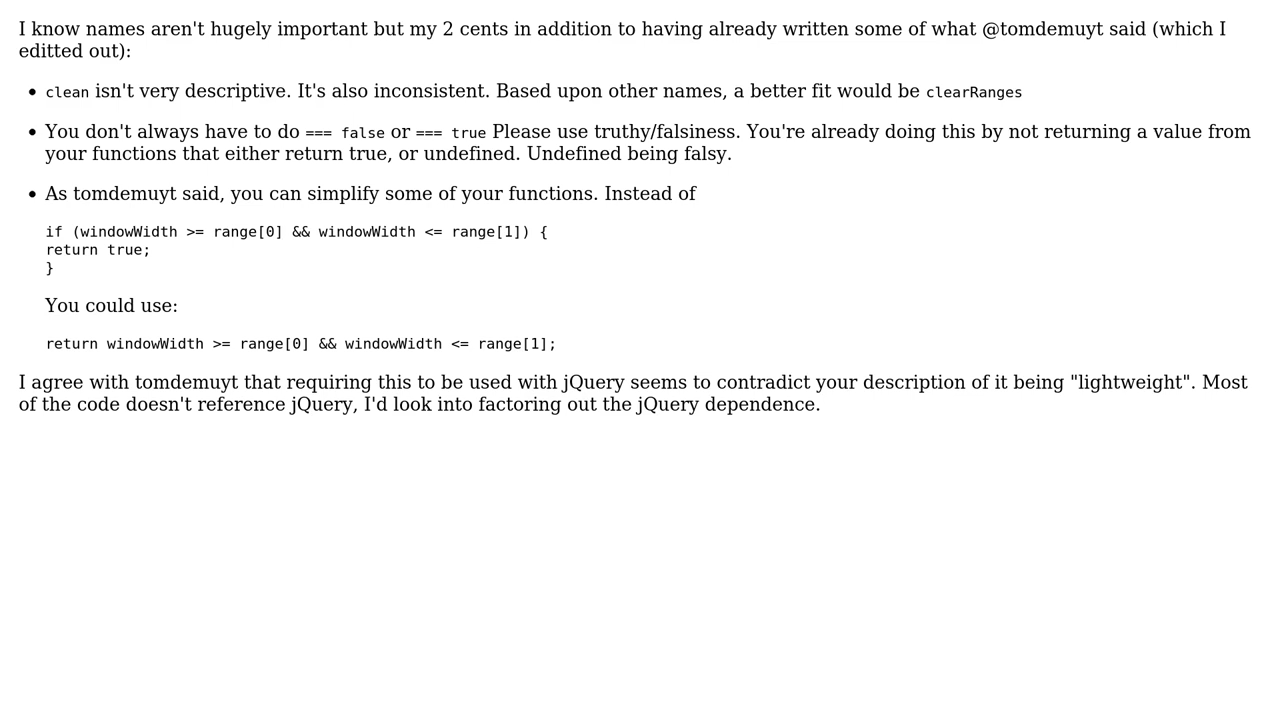 I know names aren't hugely important but my 2 cents in addition to having already written some of what @tomdemuyt said (which I
editted out):
• clean isn't very descriptive. It's also inconsistent. Based upon other names, a better fit would be clearRanges
• You don't always have to do === false or === true Please use truthy/falsiness. You're already doing this by not returning a value from
your functions that either return true, or undefined. Undefined being falsy.
• As tomdemuyt said, you can simplify some of your functions. Instead of
if (windowWidth >= range[0] && windowWidth <= range[1]) {
return true;
}
You could use:
return windowWidth >= range[0] && windowWidth <= range[1];
I agree with tomdemuyt that requiring this to be used with jQuery seems to contradict your description of it being "lightweight". Most
of the code doesn't reference jQuery, I'd look into factoring out the jQuery dependence.